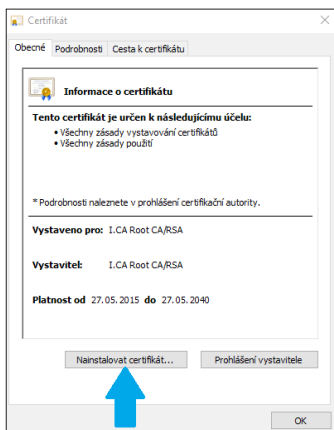 Certifikát
Obecné Podrobnosti Cesta k certifikátu
Informace o certifikátu
Tento certifikát je určen k následujícímu účelu:
• Všechny zásady vystavování certifikátů
• Všechny zásady použití
* Podrobnosti naleznete v prohlášení certifikační autority.
Vystaveno pro: I.CA Root CA/RSA
Vystavitel: I.CA Root CA/RSA
Platnost od 27.05.2015 do 27.05.2040
Nainstalovat certifikát... Prohlášení vystavitele
OK